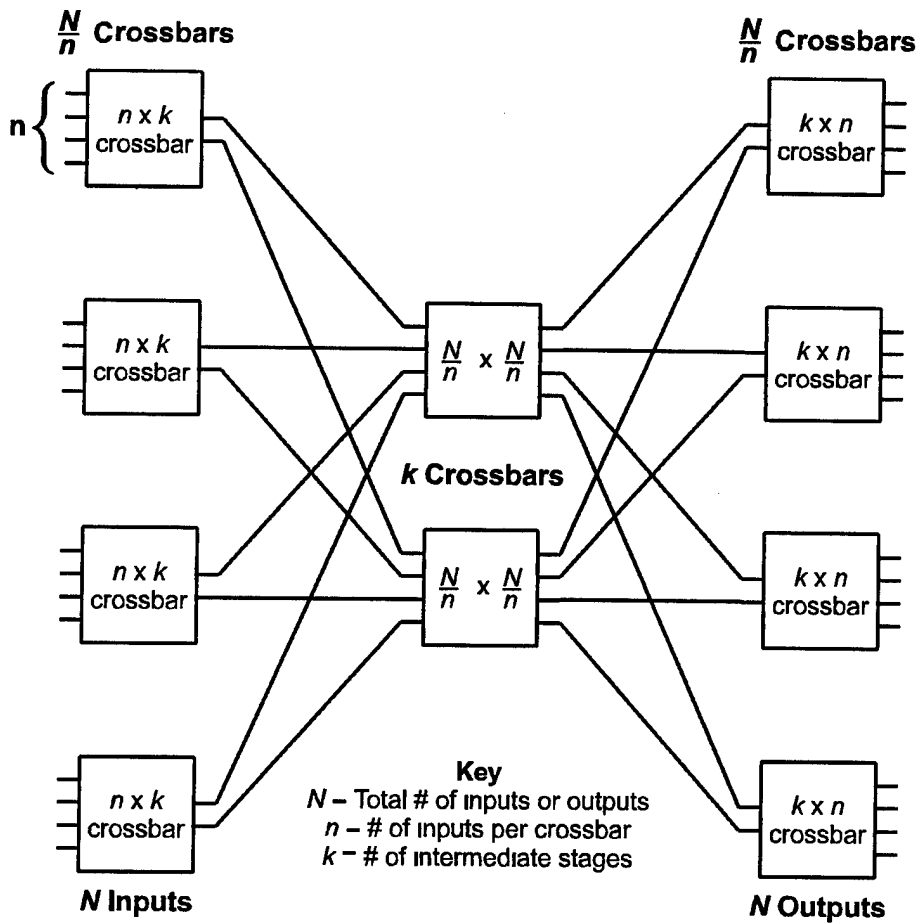 N/n Crossbars
N/n Crossbars
n
n x k
crossbar
k x n
crossbar
n x k
crossbar
N/n x N/n
k x n
crossbar
k Crossbars
n x k
crossbar
N/n x N/n
k x n
crossbar
n x k
crossbar
Key
N – Total # of inputs or outputs
n – # of inputs per crossbar
k – # of intermediate stages
k x n
crossbar
N Inputs
N Outputs